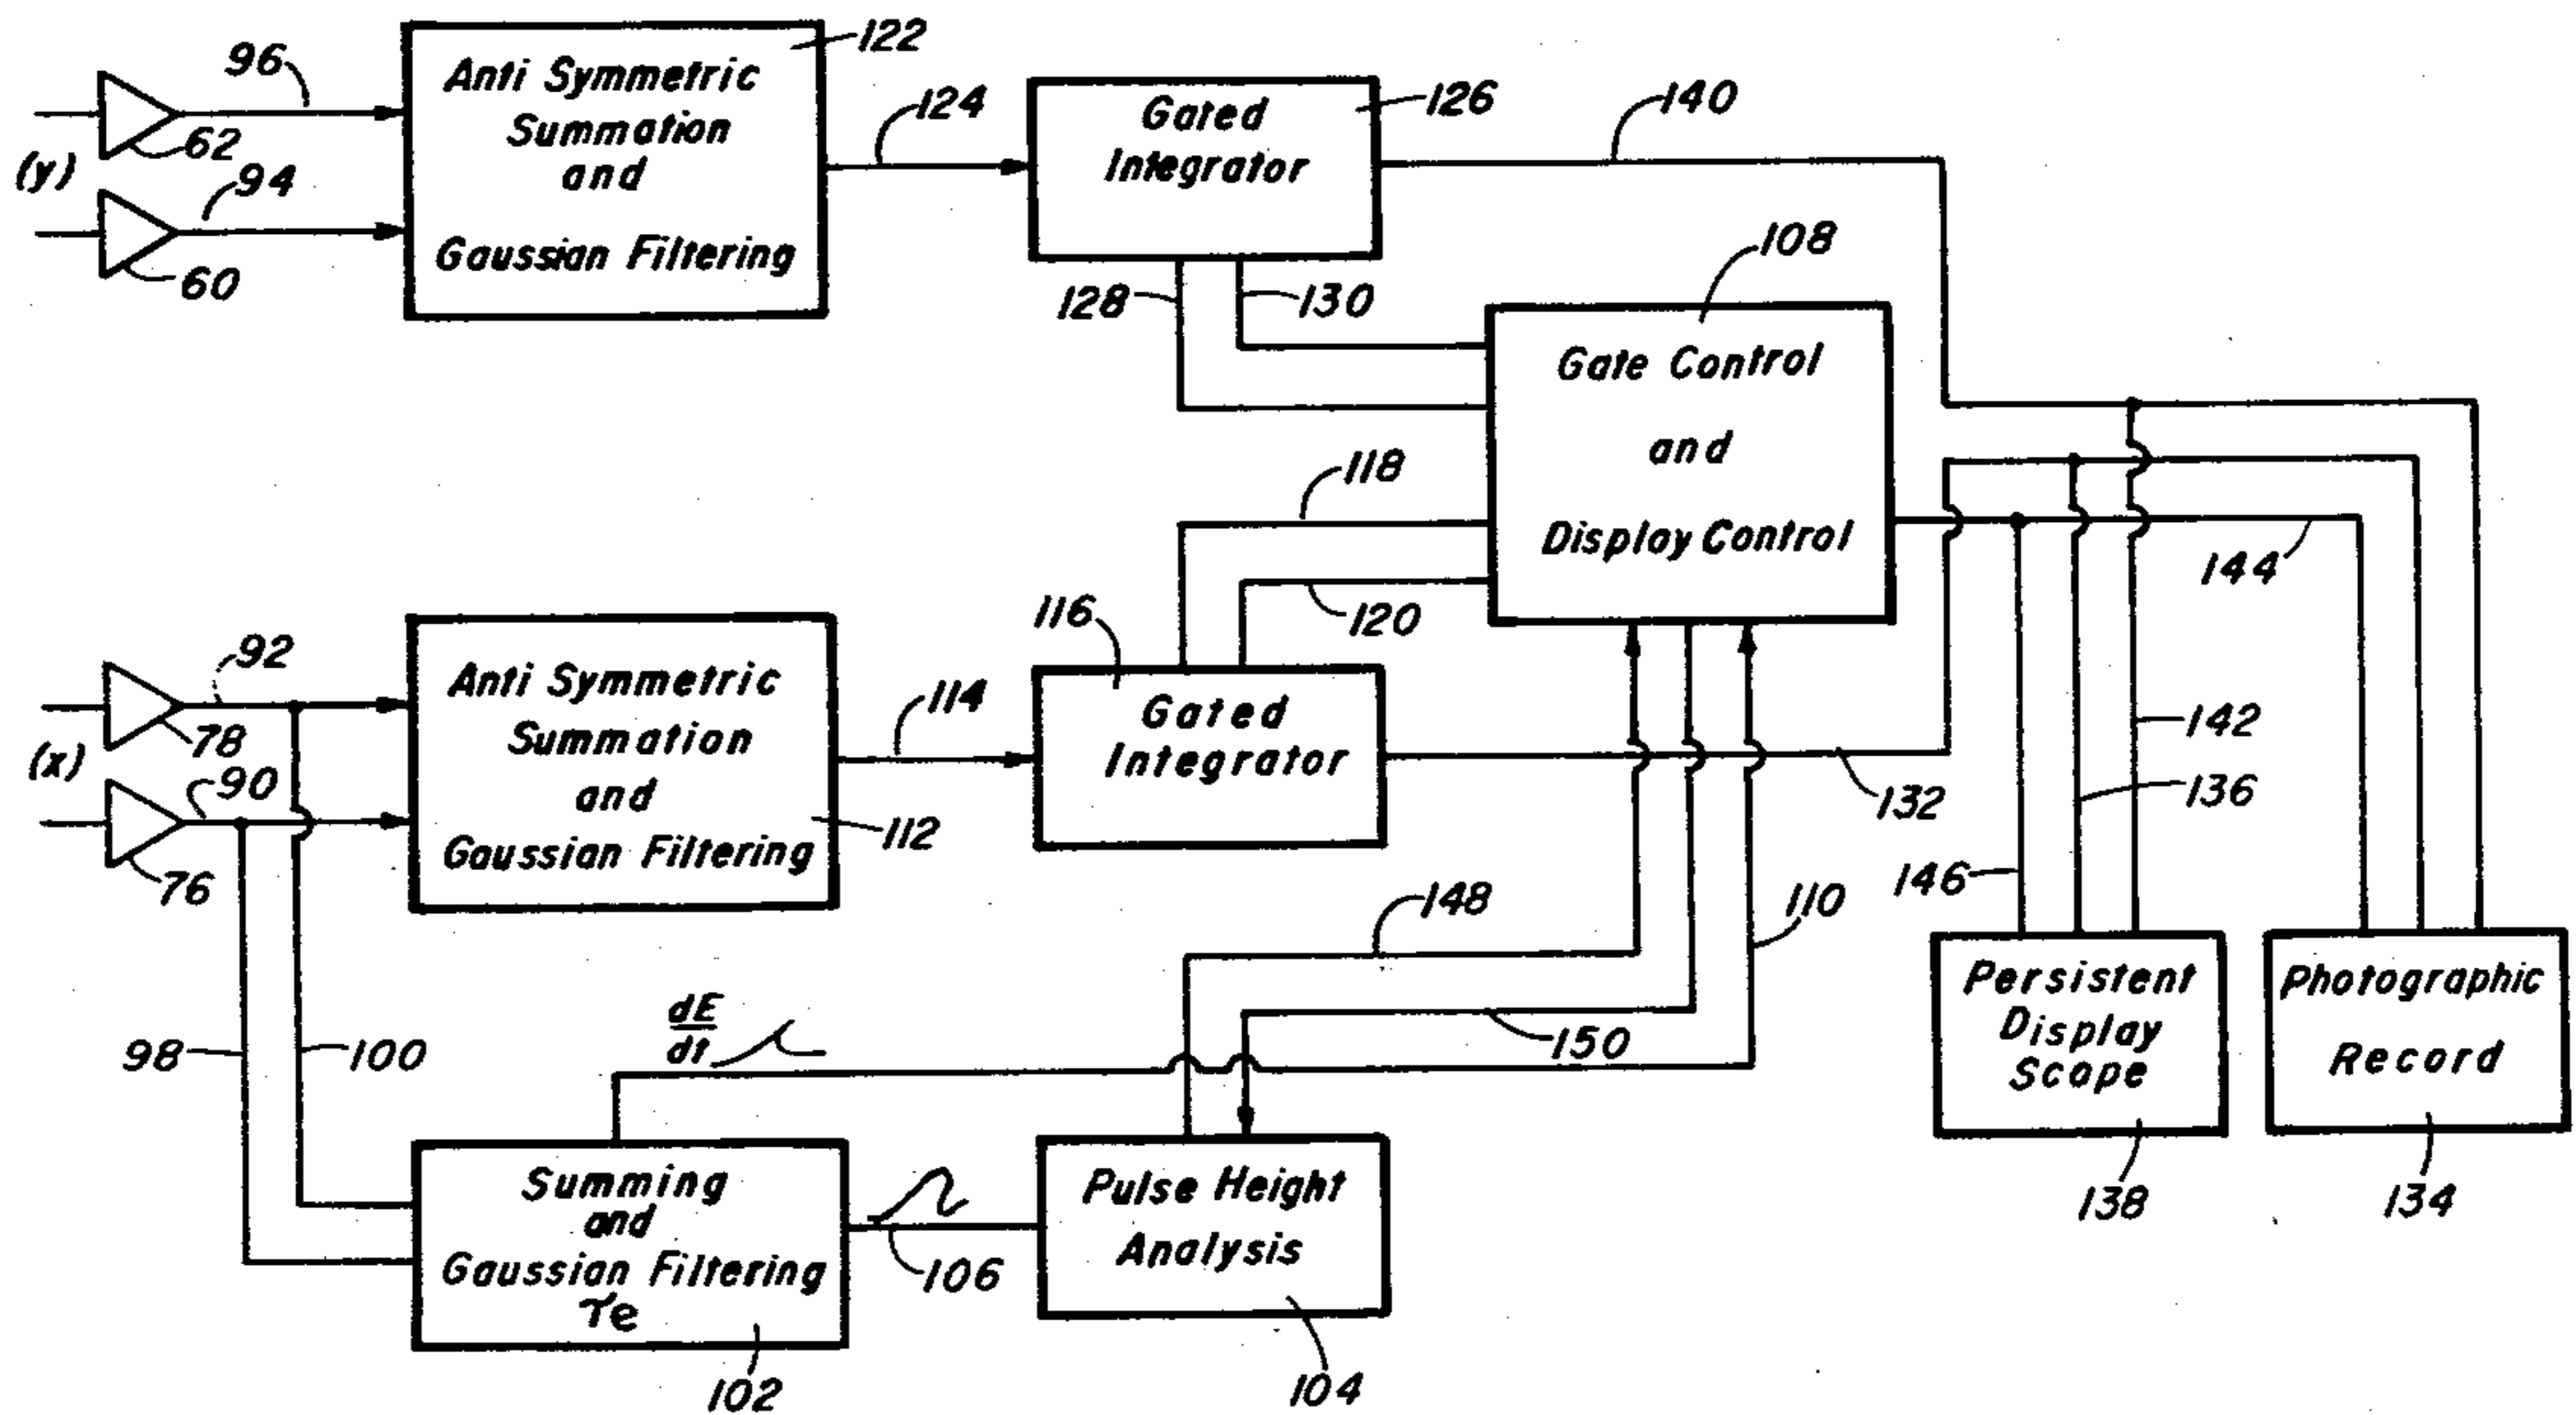 96
62
(y)
94
60
Anti Symmetric
Summation
and
Gaussian Filtering
122
124
Gated
Integrator
126
140
128
130
108
Gate Control
and
Display Control
118
120
144
92
78
(x)
90
76
Anti Symmetric
Summation
and
Gaussian Filtering
112
114
116
Gated
Integrator
132
142
136
146
148
110
98
100
dE
dt
150
Summing
and
Gaussian Filtering
τe
102
106
Pulse Height
Analysis
104
Persistent
Display
Scope
138
Photographic
Record
134